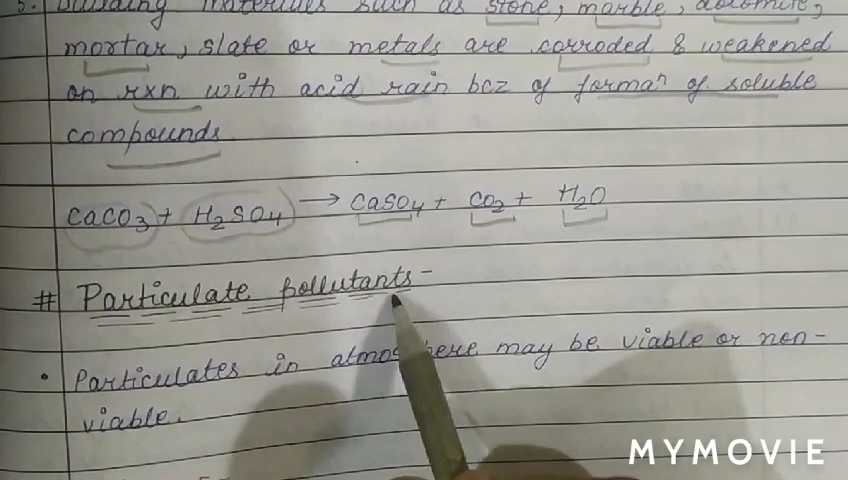 5. Building materials such as stone, marble, dolomite,
mortar, slate or metals are corroded & weakened
on rxn with acid rain bcz of formaⁿ of soluble
compounds
CaCO3 + H2SO4 → CaSO4 + CO2 + H2O
# Particulate pollutants-
• Particulates in atmosphere may be viable or non-
viable.
MYMOVIE